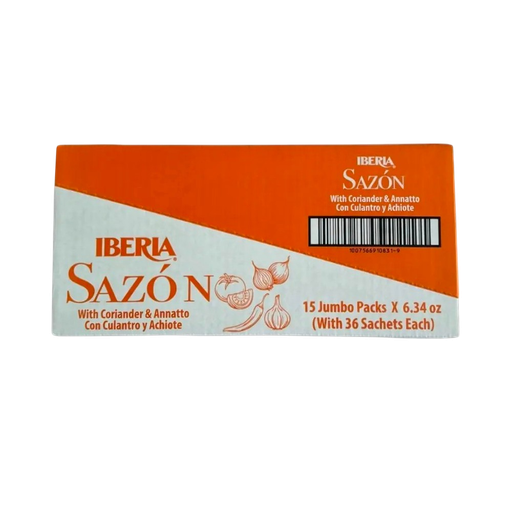 IBERIA
SAZÓN
With Coriander & Annatto
Con Culantro y Achiote
IBERIA
SAZÓN
With Coriander & Annatto
Con Culantro y Achiote
15 Jumbo Packs X 6.34 oz
(With 36 Sachets Each)